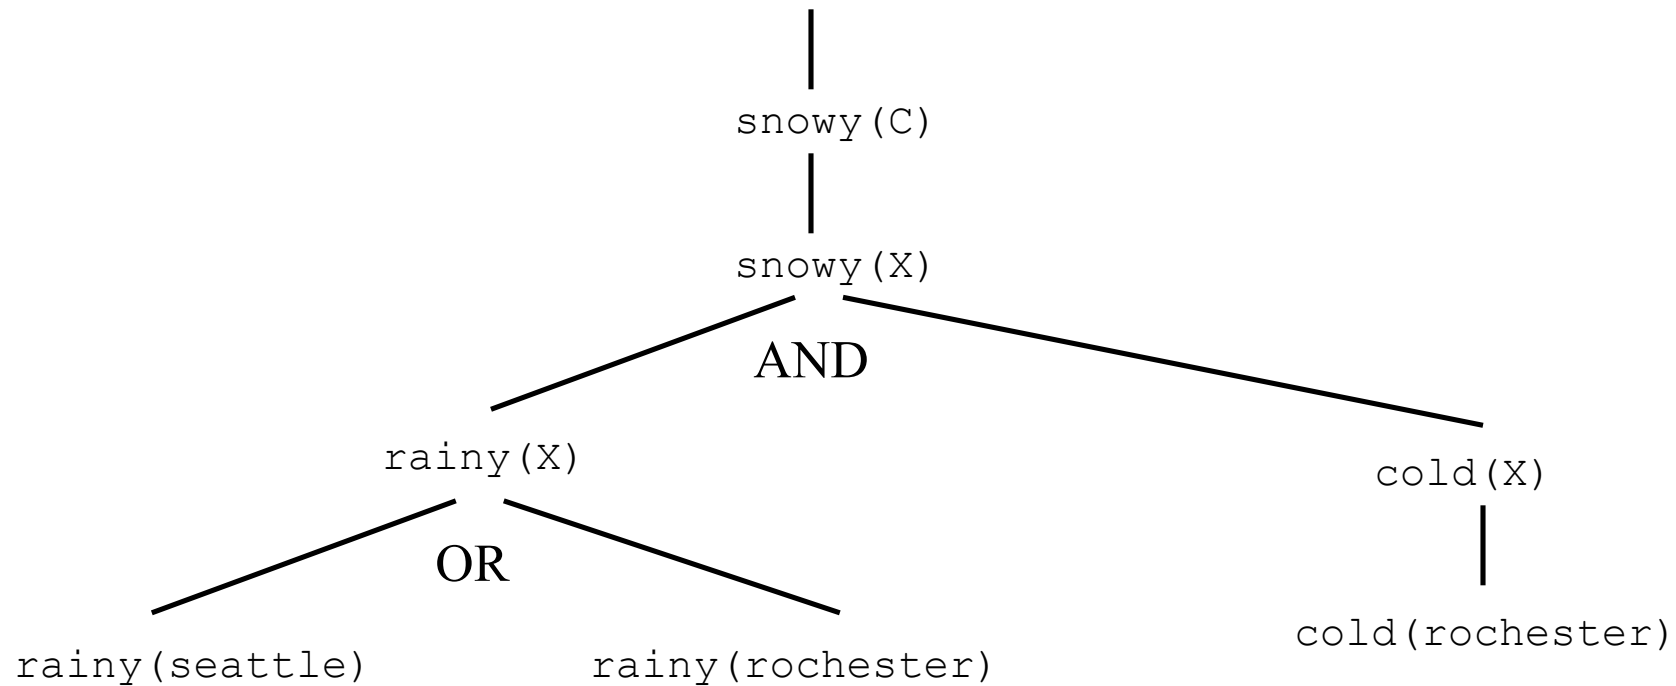 snowy(C)
snowy(X)
AND
rainy(X)
cold(X)
OR
rainy(seattle)
rainy(rochester)
cold(rochester)